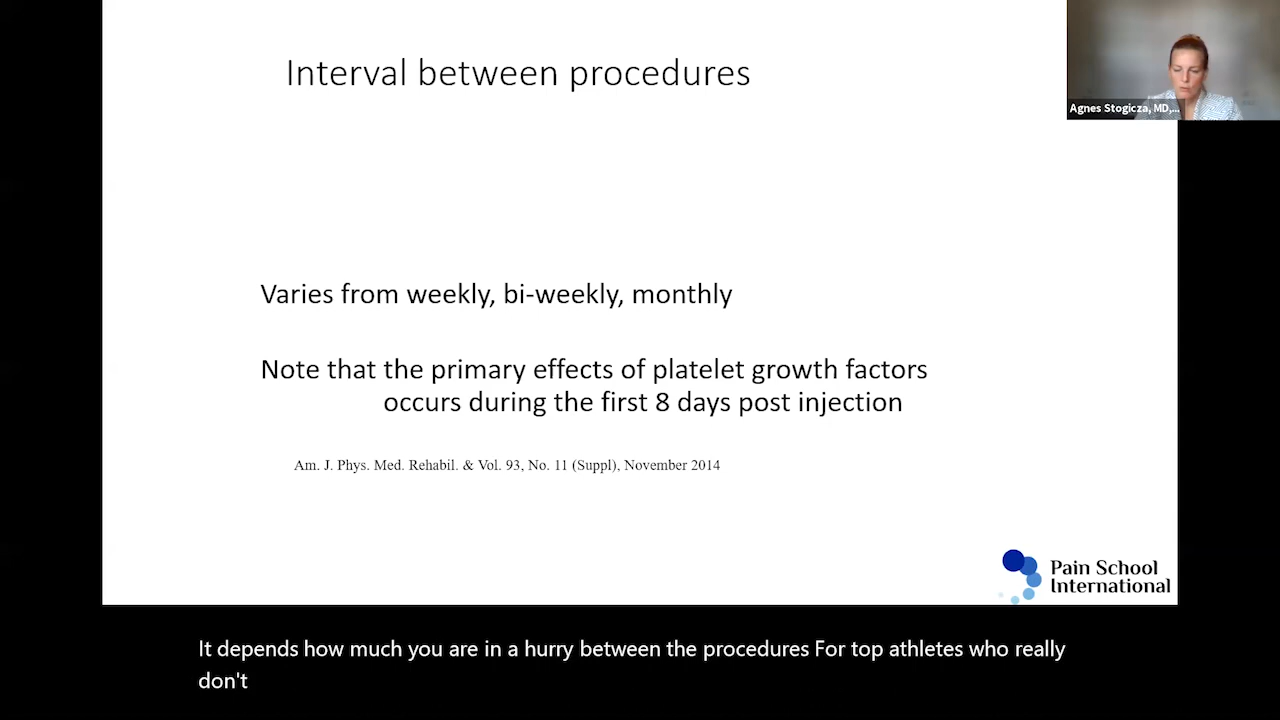 Interval between procedures
Agnes Stogicza, MD,...
Varies from weekly, bi-weekly, monthly
Note that the primary effects of platelet growth factors
occurs during the first 8 days post injection
Am. J. Phys. Med. Rehabil. & Vol. 93, No. 11 (Suppl), November 2014
Pain School
International
It depends how much you are in a hurry between the procedures For top athletes who really
don't